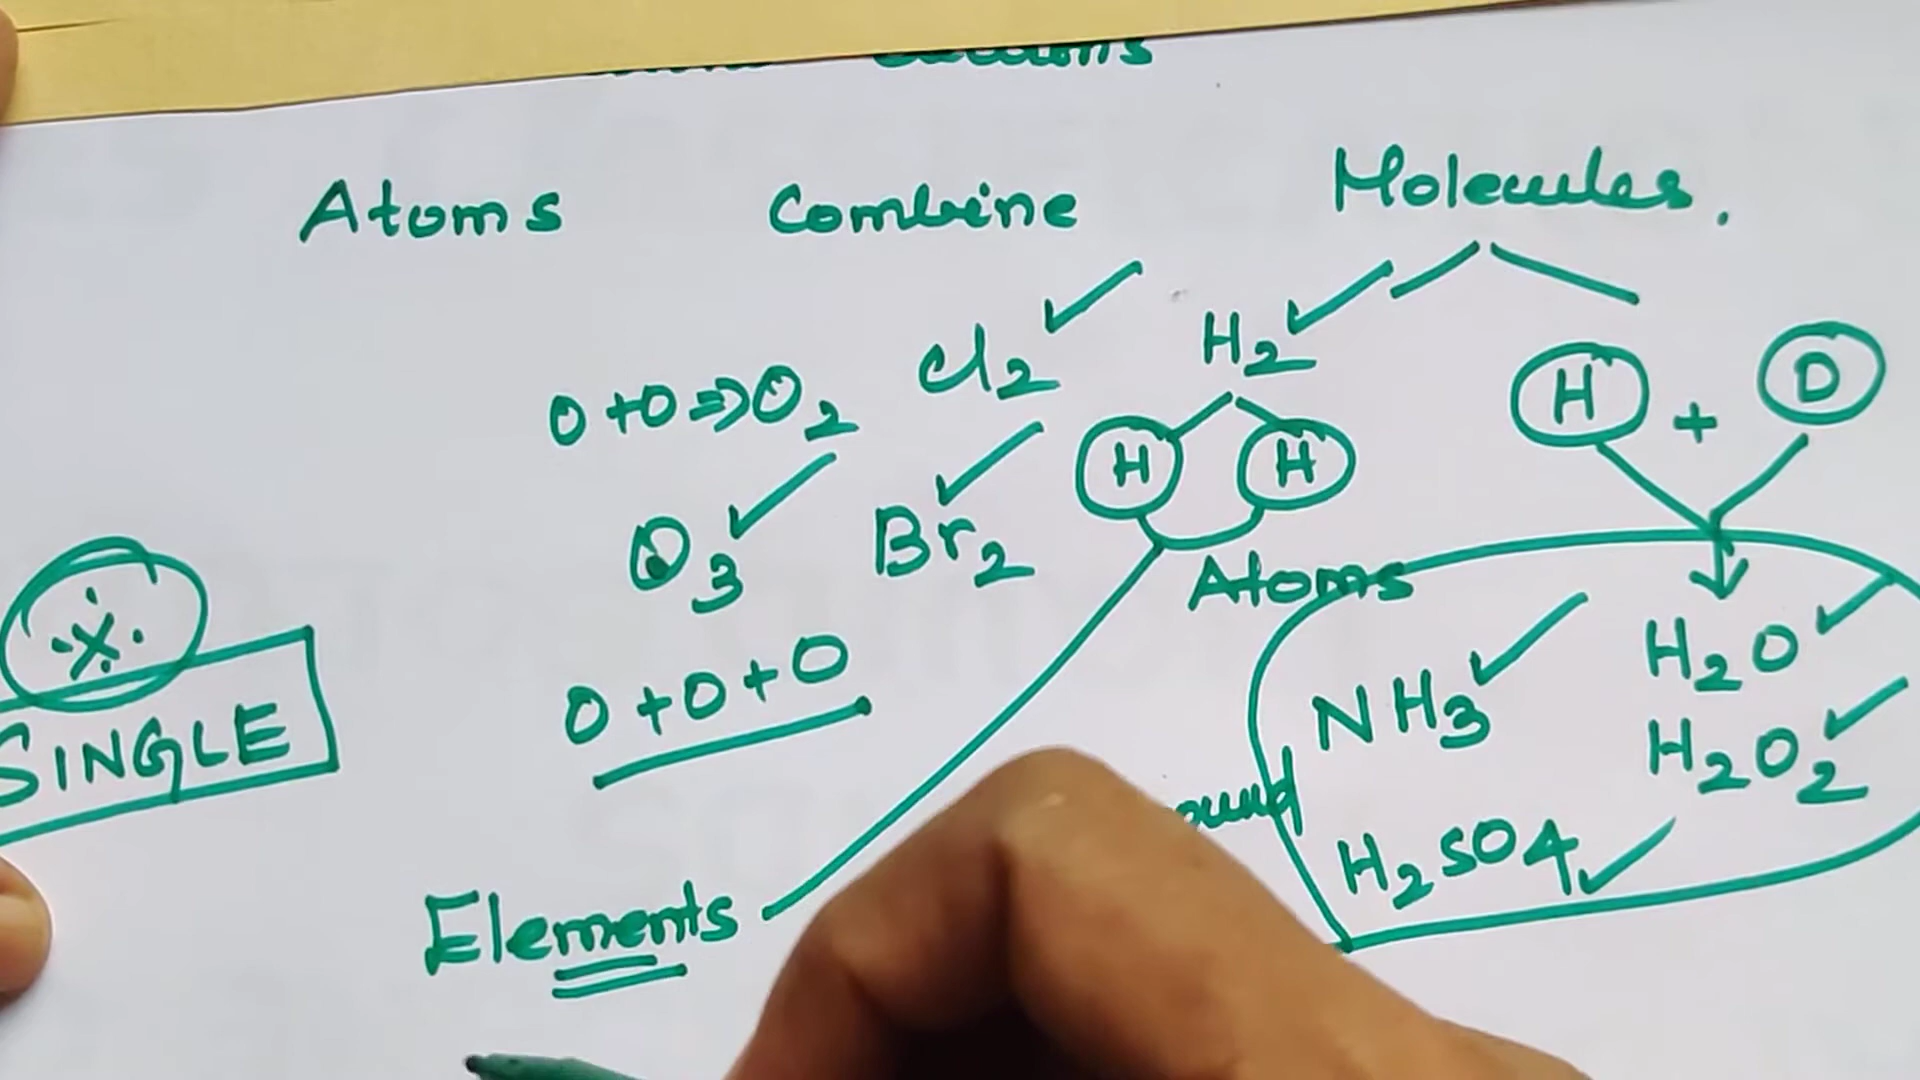 Atoms Combine Molecules.
Cl2 H2
O + O => O2 H H H + O
O3 Br2 Atoms
X
O + O + O NH3 H2O
SINGLE H2O2
H2SO4
Elements